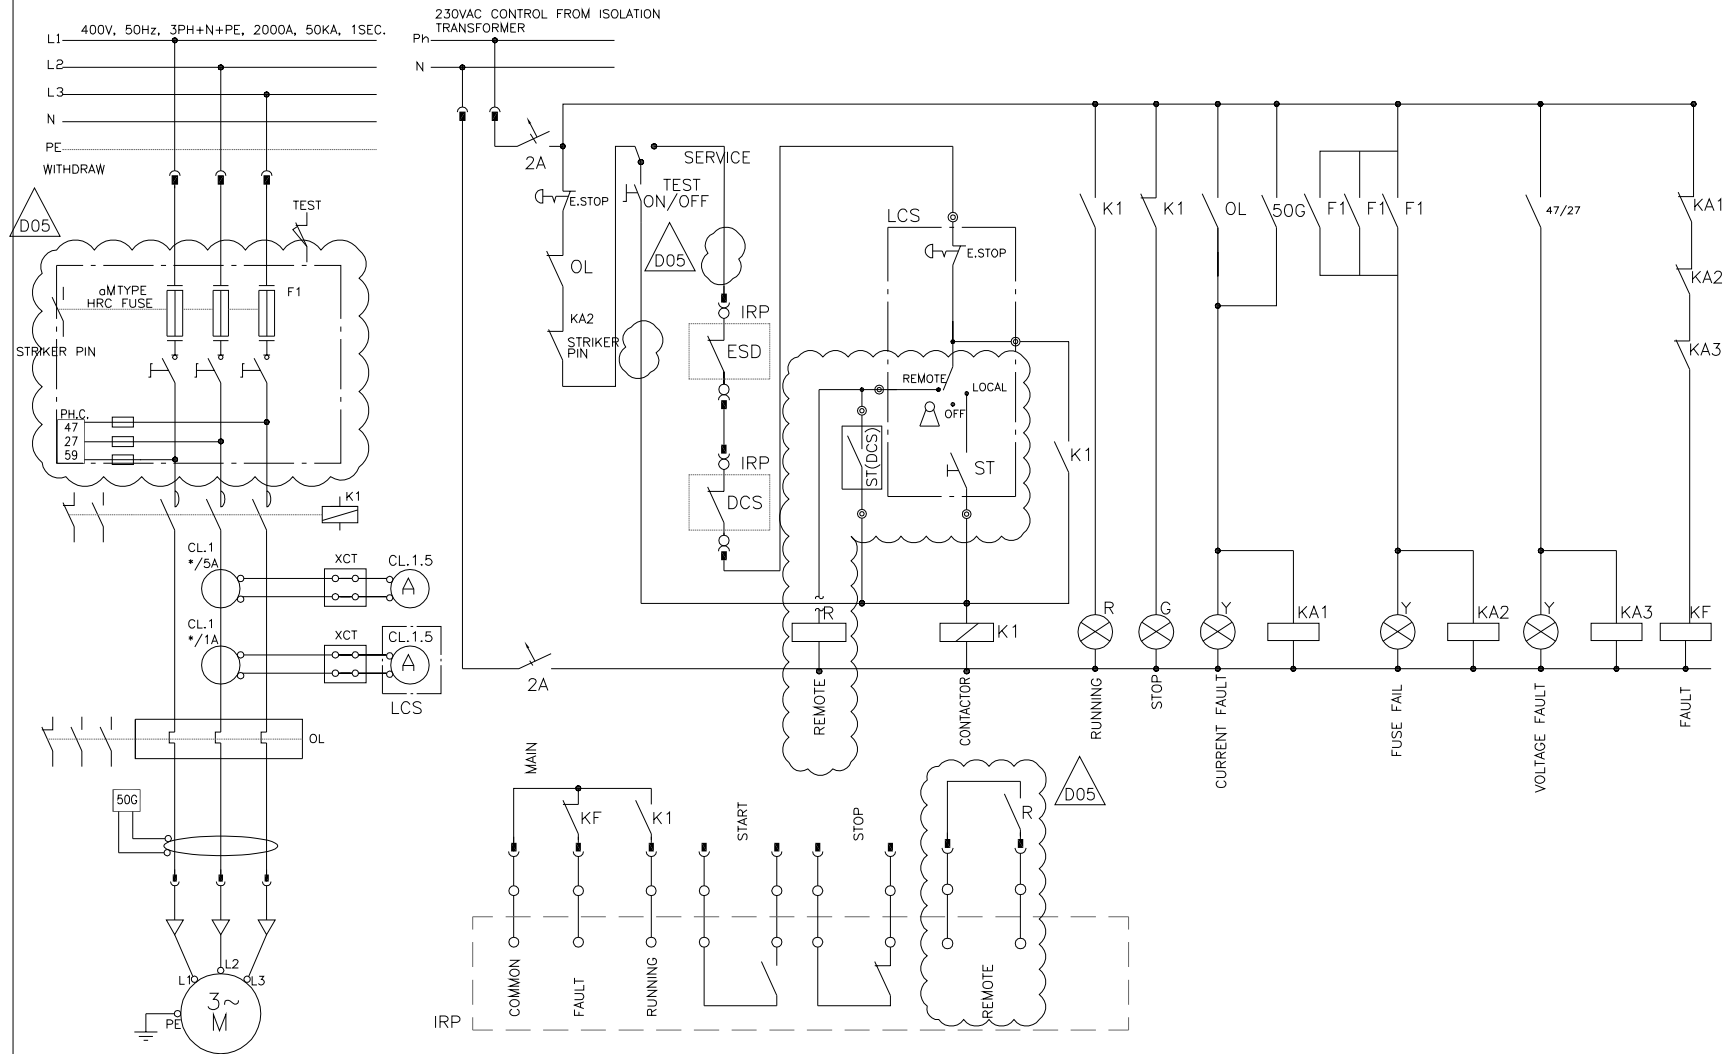 400V, 50Hz, 3PH+N+PE, 2000A, 50KA, 1SEC.
L1
L2
L3
N
PE
WITHDRAW
D05
TEST
aM TYPE
HRC FUSE
F1
STRIKER PIN
PH.C.
47
27
59
K1
CL.1
*/5A
XCT
CL.1.5
A
CL.1
*/1A
XCT
CL.1.5
A
LCS
OL
50G
L1
L2
L3
3~
M
PE
230VAC CONTROL FROM ISOLATION
TRANSFORMER
Ph
N
2A
E.STOP
OL
KA2
STRIKER
PIN
SERVICE
TEST
ON/OFF
D05
IRP
ESD
IRP
DCS
LCS
E.STOP
REMOTE
LOCAL
OFF
ST(DCS)
ST
K1
~
~
R
K1
2A
REMOTE
CONTACTOR
K1
K1
OL
50G
F1
F1
F1
47/27
KA1
KA2
KA3
R
G
Y
KA1
Y
KA2
Y
KA3
KF
RUNNING
STOP
CURRENT FAULT
FUSE FAIL
VOLTAGE FAULT
FAULT
MAIN
KF
K1
START
STOP
R
D05
COMMON
FAULT
RUNNING
REMOTE
IRP